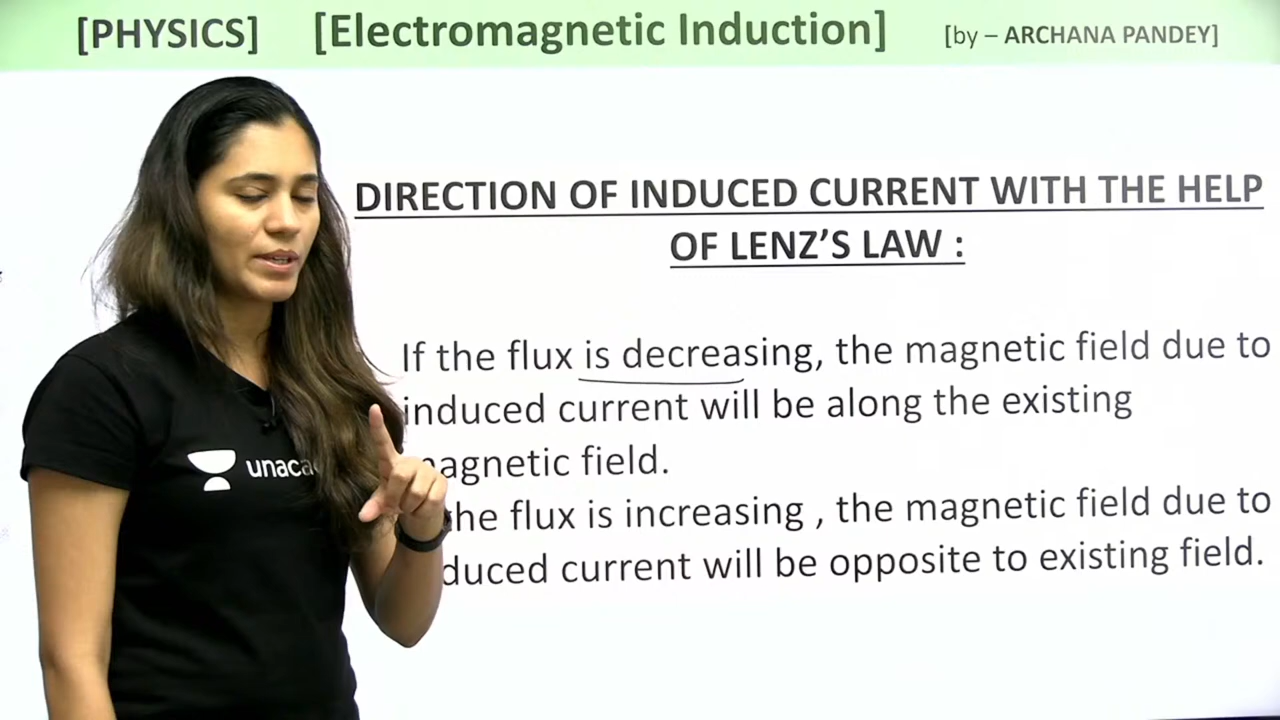 [PHYSICS] [Electromagnetic Induction] [by – ARCHANA PANDEY]
DIRECTION OF INDUCED CURRENT WITH THE HELP
OF LENZ'S LAW :
If the flux is decreasing, the magnetic field due to
induced current will be along the existing
magnetic field.
the flux is increasing , the magnetic field due to
duced current will be opposite to existing field.
unaca